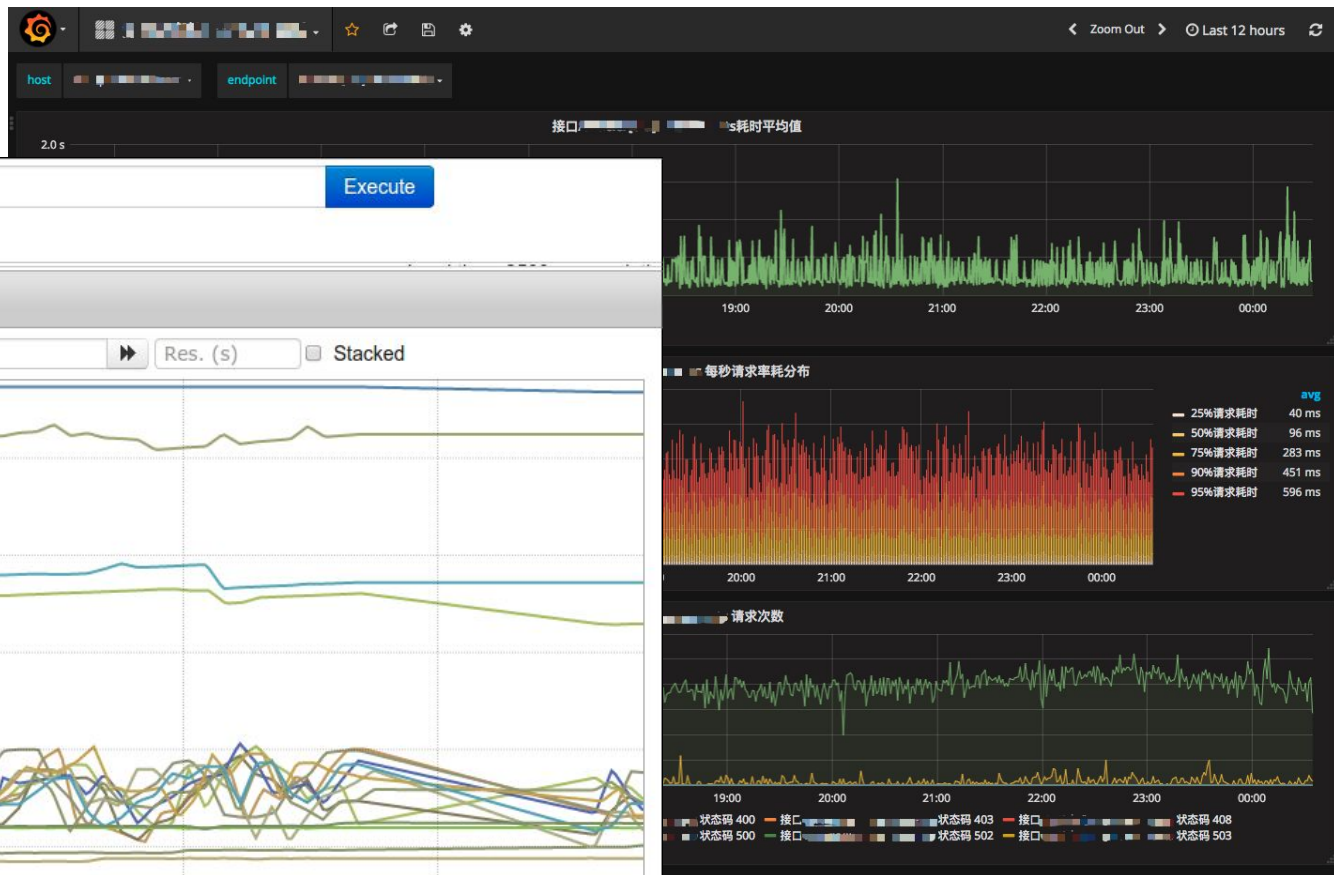 Zoom Out
Last 12 hours
host
endpoint
接口
s耗时平均值
2.0 s
Execute
Res. (s)
Stacked
19:00 20:00 21:00 22:00 23:00 00:00
每秒请求率耗分布
avg
25%请求耗时 40 ms
50%请求耗时 96 ms
75%请求耗时 283 ms
90%请求耗时 451 ms
95%请求耗时 596 ms
20:00 21:00 22:00 23:00 00:00
请求次数
19:00 20:00 21:00 22:00 23:00 00:00
状态码 400 接口 状态码 403 接口 状态码 408
状态码 500 接口 状态码 502 接口 状态码 503